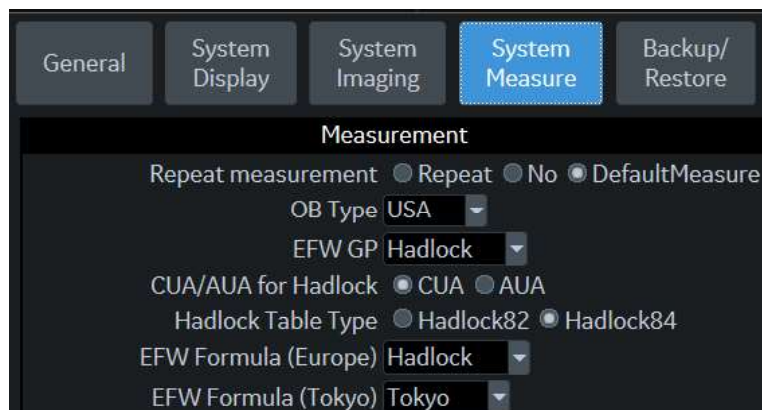 General
System Display
System Imaging
System Measure
Backup/ Restore
Measurement
Repeat measurement Repeat No DefaultMeasure
OB Type USA
EFW GP Hadlock
CUA/AUA for Hadlock CUA AUA
Hadlock Table Type Hadlock82 Hadlock84
EFW Formula (Europe) Hadlock
EFW Formula (Tokyo) Tokyo